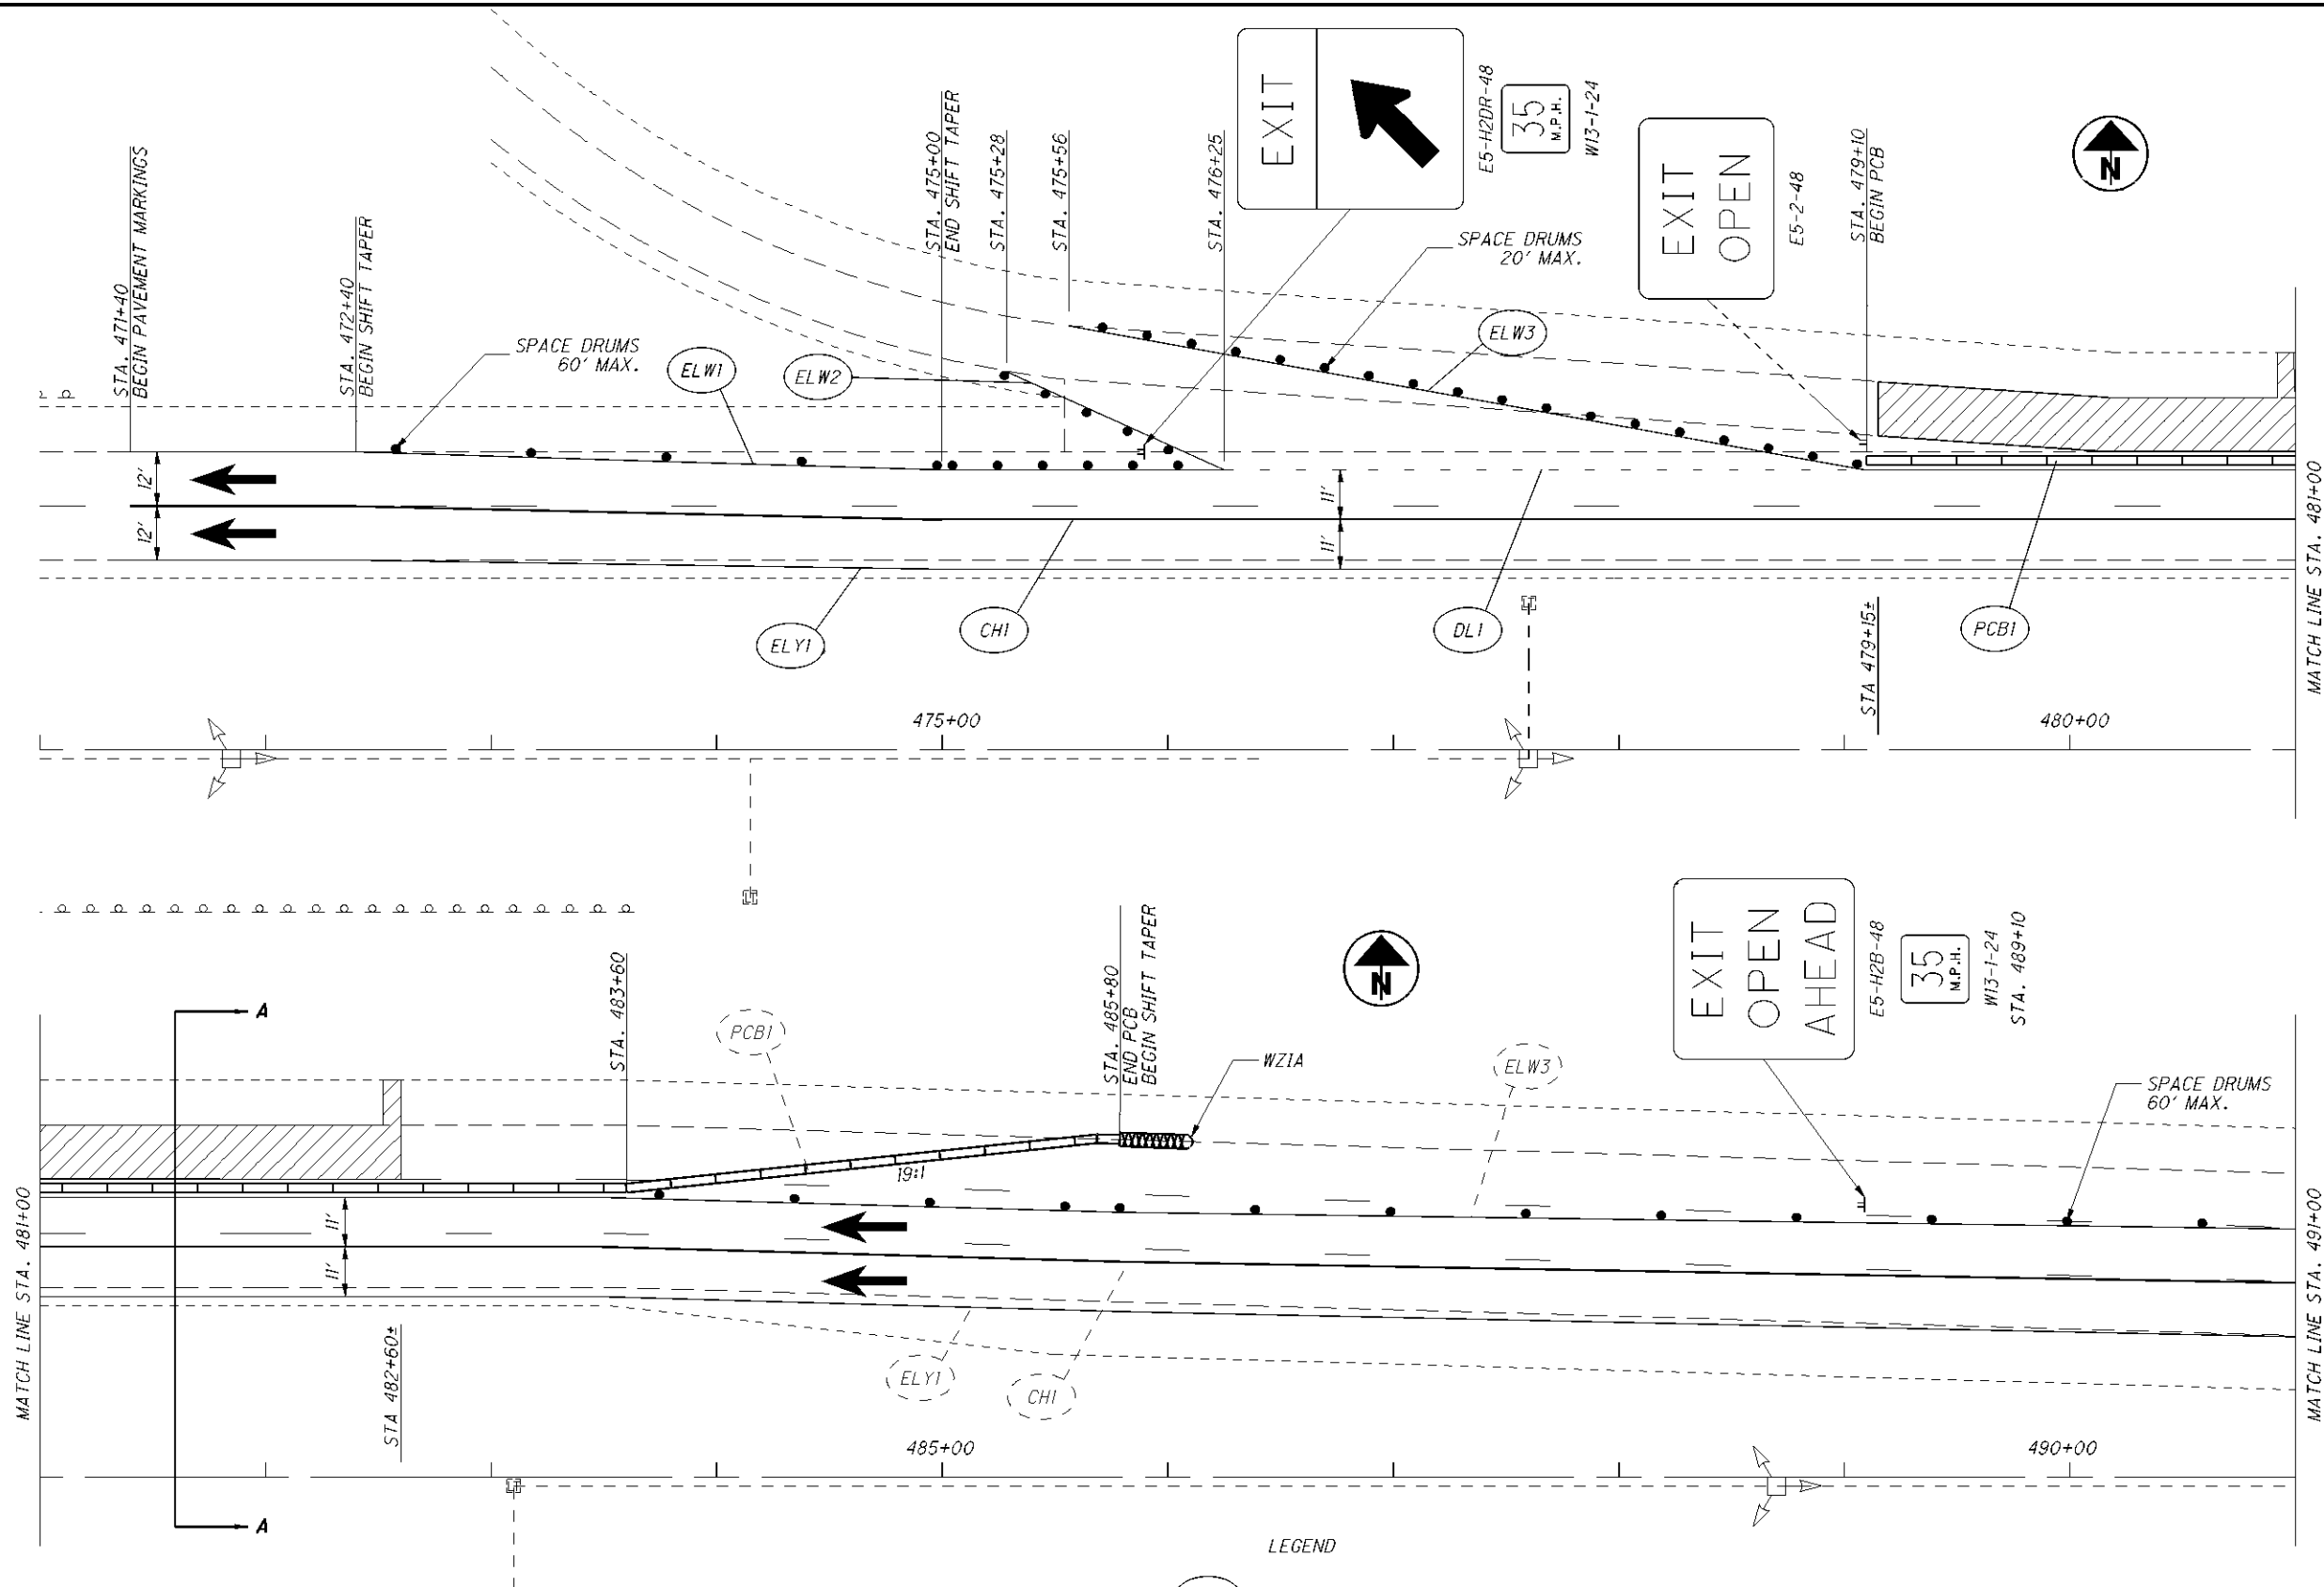 STA. 471+40
BEGIN PAVEMENT MARKINGS
STA. 472+40
BEGIN SHIFT TAPER
SPACE DRUMS
60' MAX.
ELW1
ELW2
STA. 475+00
END SHIFT TAPER
STA. 475+28
STA. 475+56
STA. 476+25
EXIT
E5-H2DR-48
35
M.P.H.
W13-1-24
SPACE DRUMS
20' MAX.
ELW3
EXIT
OPEN
E5-2-48
STA. 479+10
BEGIN PCB
N
12'
12'
11'
11'
ELY1
CH1
DL1
STA 479+15±
PCB1
MATCH LINE STA. 481+00
475+00
480+00
MATCH LINE STA. 481+00
A
A
STA 482+60±
11'
11'
STA. 483+60
PCB1
19:1
STA. 485+80
END PCB
BEGIN SHIFT TAPER
WZ1A
N
ELW3
EXIT
OPEN
AHEAD
E5-H2B-48
35
M.P.H.
W13-1-24
STA. 489+10
SPACE DRUMS
60' MAX.
ELY1
CH1
MATCH LINE STA. 491+00
485+00
490+00
LEGEND